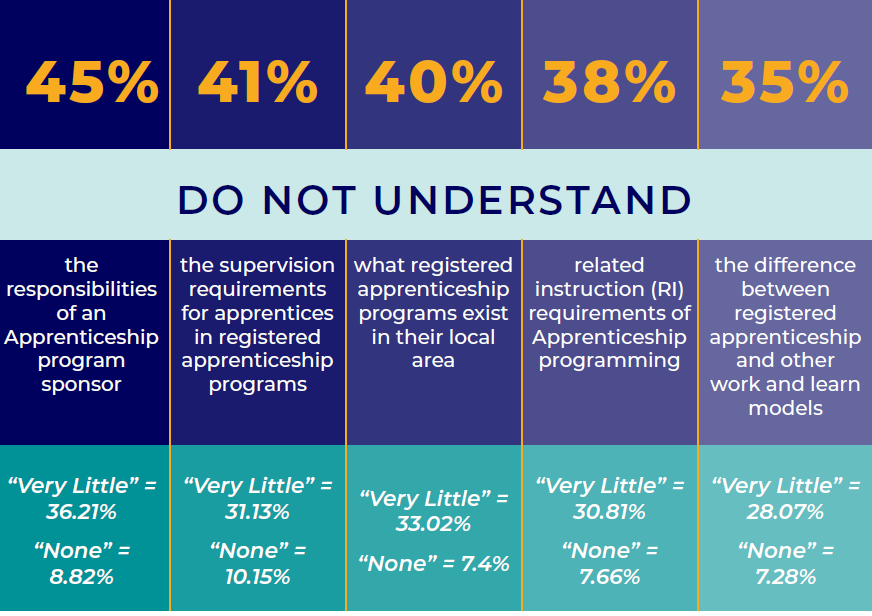 45%
41%
40%
38%
35%
DO NOT UNDERSTAND
the
responsibilities
of an
Apprenticeship
program
sponsor
the supervision
requirements
for apprentices
in registered
apprenticeship
programs
what registered
apprenticeship
programs exist
in their local
area
related
instruction (RI)
requirements of
Apprenticeship
programming
the difference
between
registered
apprenticeship
and other
work and learn
models
“Very Little” =
36.21%
“None” =
8.82%
“Very Little” =
31.13%
“None” =
10.15%
“Very Little” =
33.02%
“None” = 7.4%
“Very Little” =
30.81%
“None” =
7.66%
“Very Little” =
28.07%
“None” =
7.28%